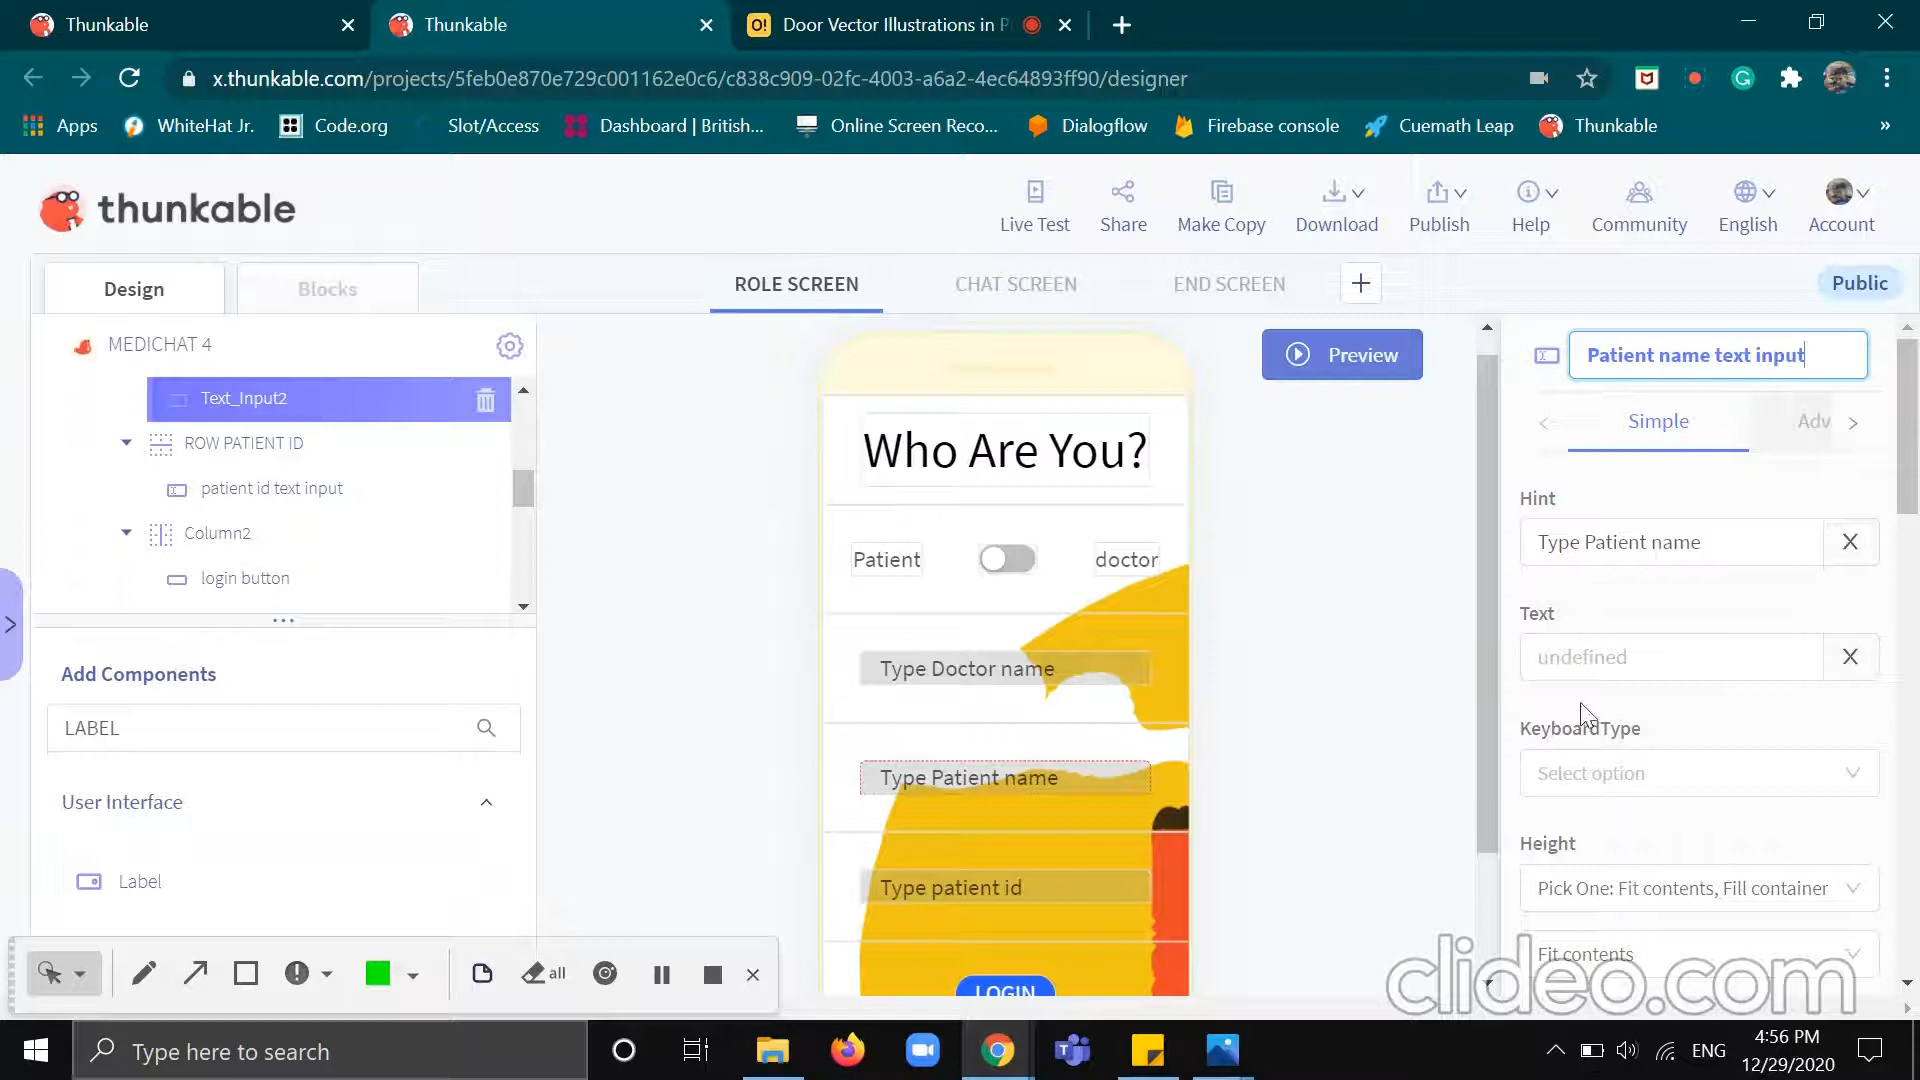 Thunkable
Thunkable
Door Vector Illustrations in P
x.thunkable.com/projects/5feb0e870e729c001162e0c6/c838c909-02fc-4003-a6a2-4ec64893ff90/designer
Apps
WhiteHat Jr.
Code.org
Slot/Access
Dashboard | British...
Online Screen Reco...
Dialogflow
Firebase console
Cuemath Leap
Thunkable
»
thunkable
Live Test
Share
Make Copy
Download
Publish
Help
Community
English
Account
Design
Blocks
ROLE SCREEN
CHAT SCREEN
END SCREEN
Public
MEDICHAT 4
Text_Input2
ROW PATIENT ID
patient id text input
Column2
login button
Add Components
LABEL
User Interface
Label
Preview
Who Are You?
Patient
doctor
Type Doctor name
Type Patient name
Type patient id
LOGIN
Patient name text input
Simple
Adv
Hint
Type Patient name
X
Text
undefined
X
KeyboardType
Select option
Height
Pick One: Fit contents, Fill container
Fit contents
all
clideo.com
Type here to search
ENG
4:56 PM
12/29/2020